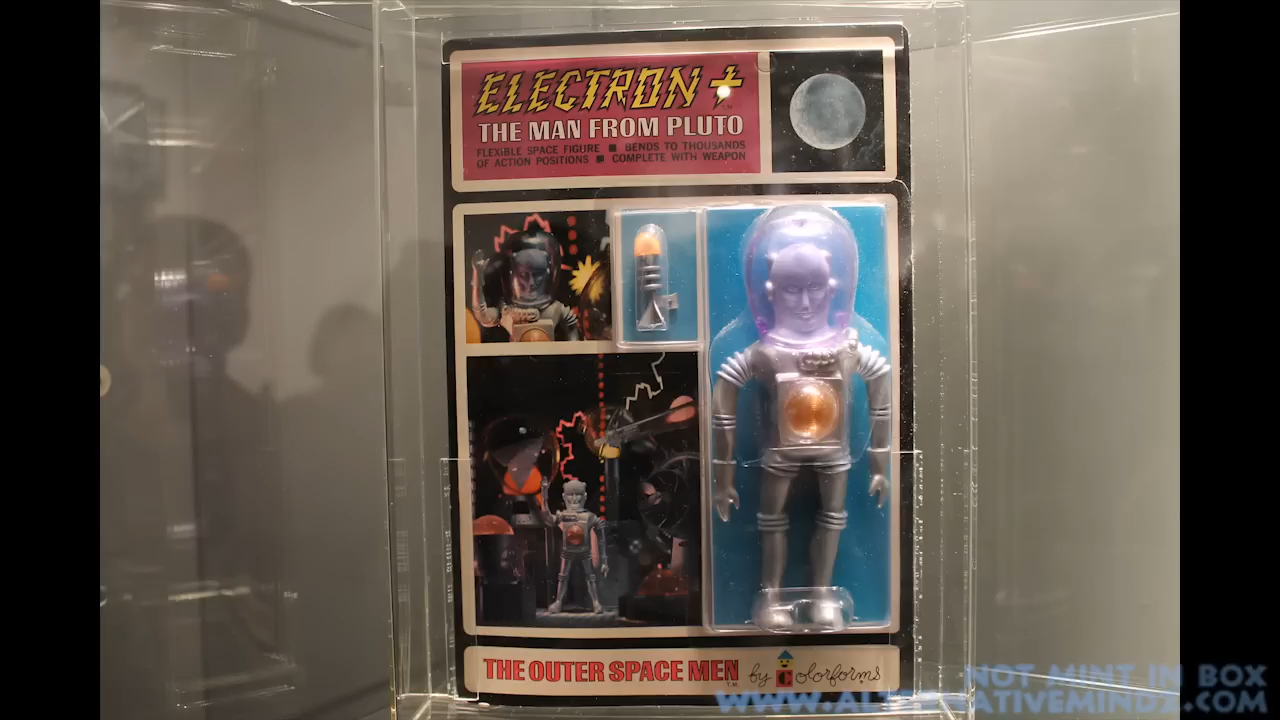 ELECTRON+
TM
THE MAN FROM PLUTO
FLEXIBLE SPACE FIGURE ■ BENDS TO THOUSANDS
OF ACTION POSITIONS ■ COMPLETE WITH WEAPON
THE OUTER SPACE MEN T.M. by Colorforms
NOT MINT IN BOX
WWW.ALTERNATIVEMINDZ.COM